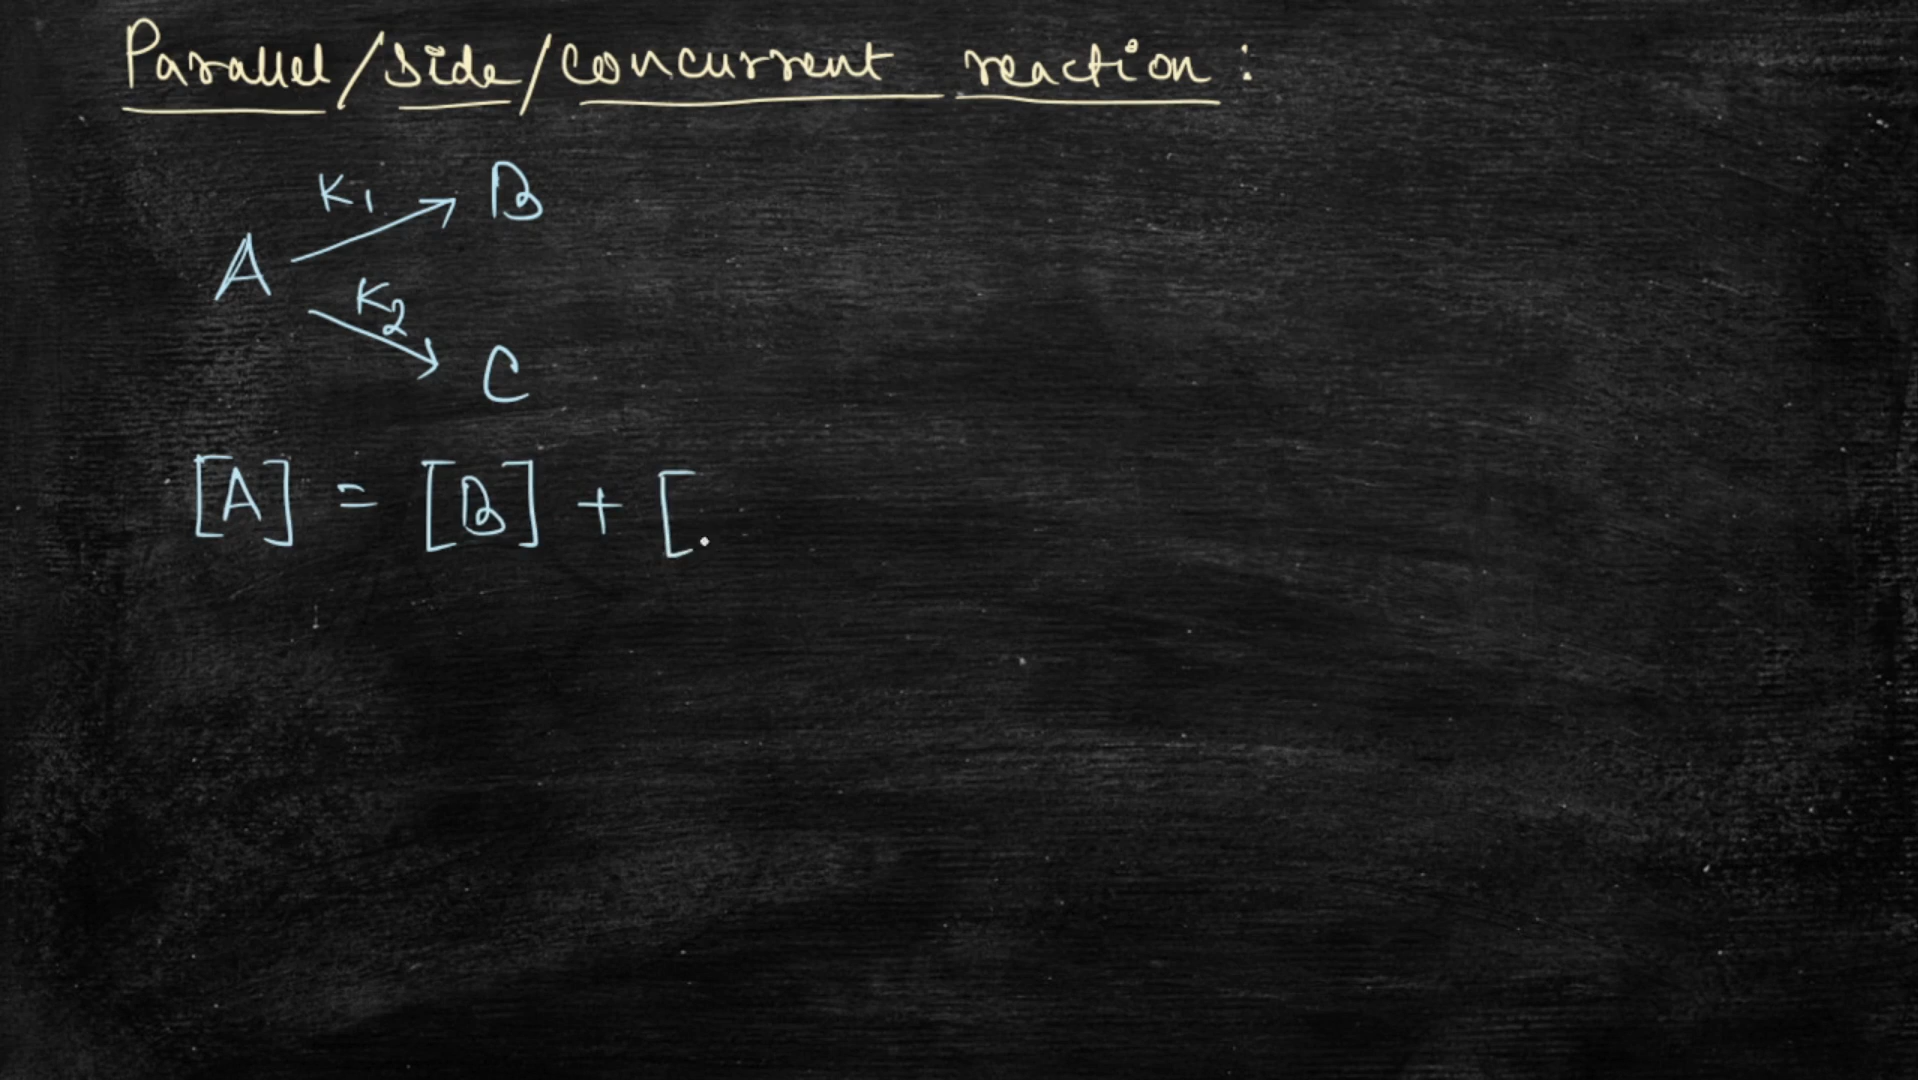 Parallel/Side/Concurrent reaction:
K1 B
A
K2
C
[A] = [B] + [